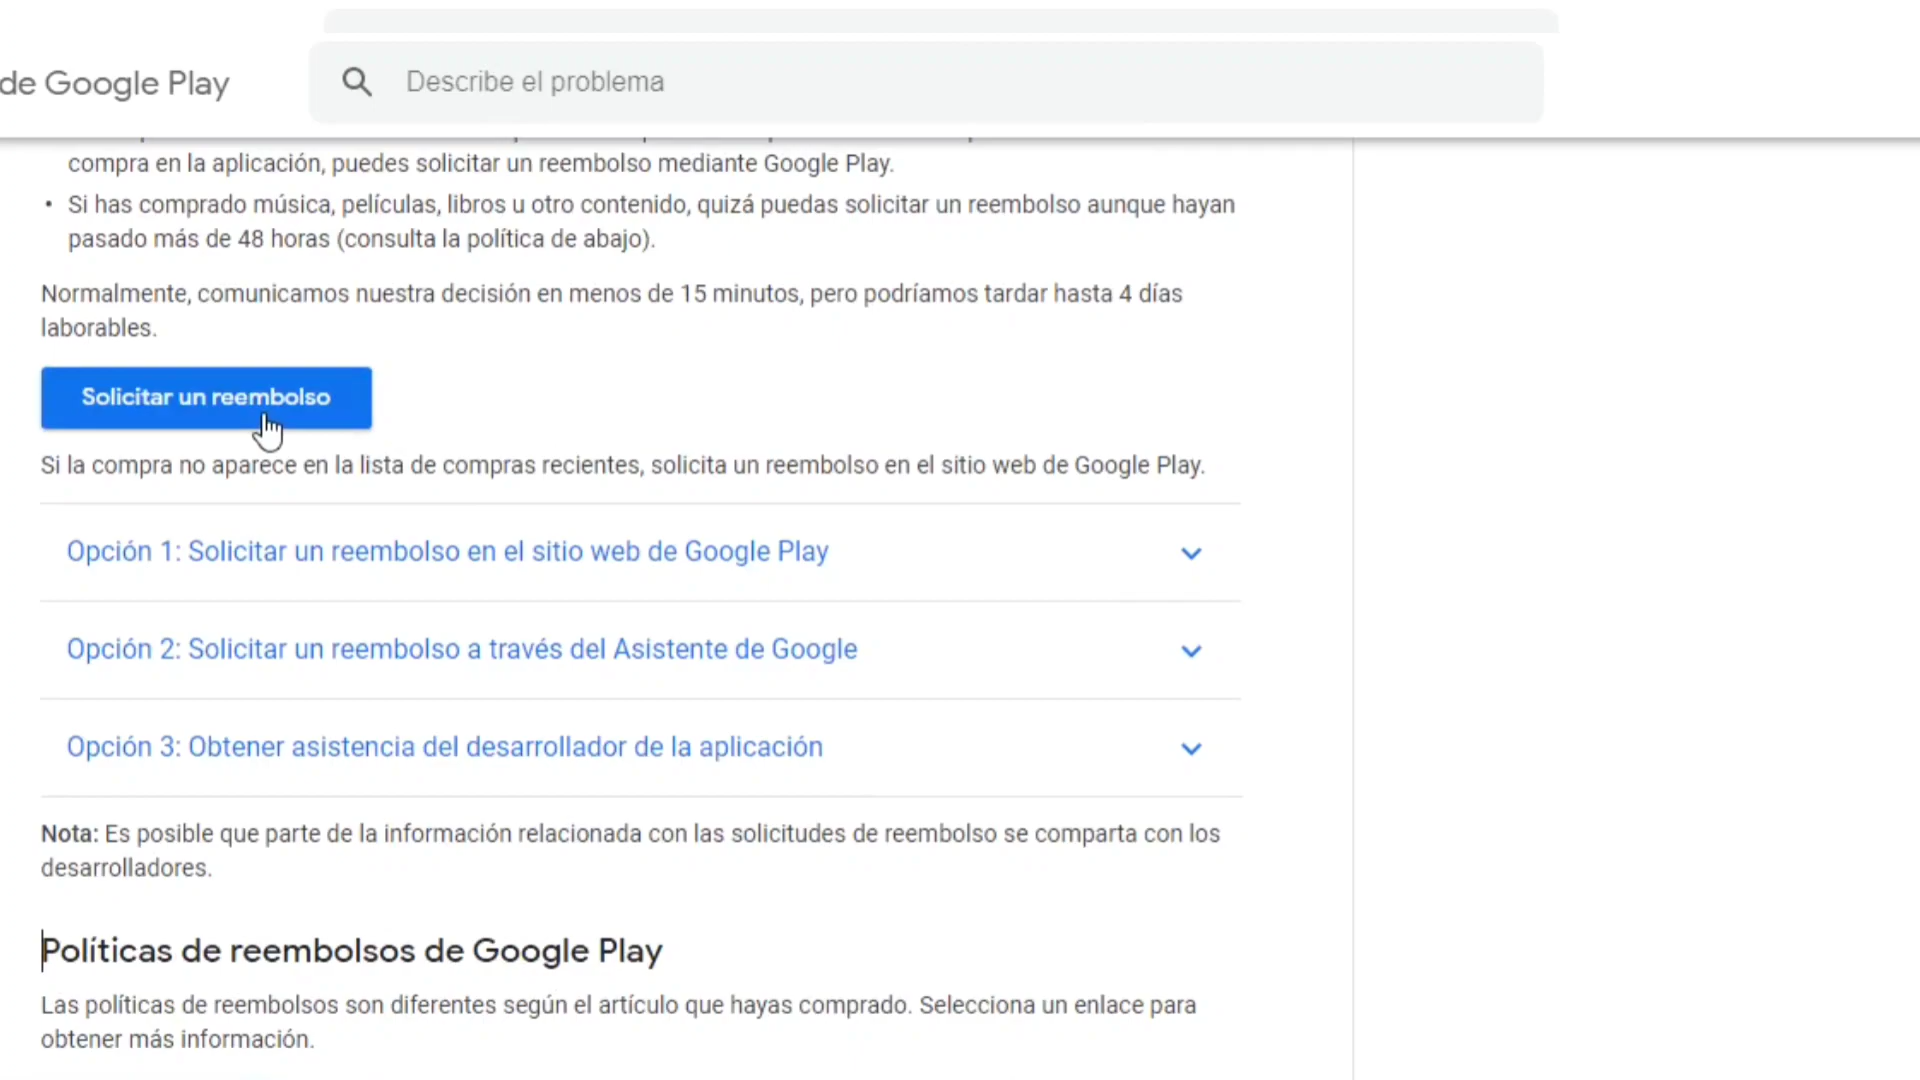 de Google Play
Describe el problema
compra en la aplicación, puedes solicitar un reembolso mediante Google Play.
• Si has comprado música, películas, libros u otro contenido, quizá puedas solicitar un reembolso aunque hayan
pasado más de 48 horas (consulta la política de abajo).
Normalmente, comunicamos nuestra decisión en menos de 15 minutos, pero podríamos tardar hasta 4 días
laborables.
Solicitar un reembolso
Si la compra no aparece en la lista de compras recientes, solicita un reembolso en el sitio web de Google Play.
Opción 1: Solicitar un reembolso en el sitio web de Google Play
Opción 2: Solicitar un reembolso a través del Asistente de Google
Opción 3: Obtener asistencia del desarrollador de la aplicación
Nota: Es posible que parte de la información relacionada con las solicitudes de reembolso se comparta con los
desarrolladores.
Políticas de reembolsos de Google Play
Las políticas de reembolsos son diferentes según el artículo que hayas comprado. Selecciona un enlace para
obtener más información.